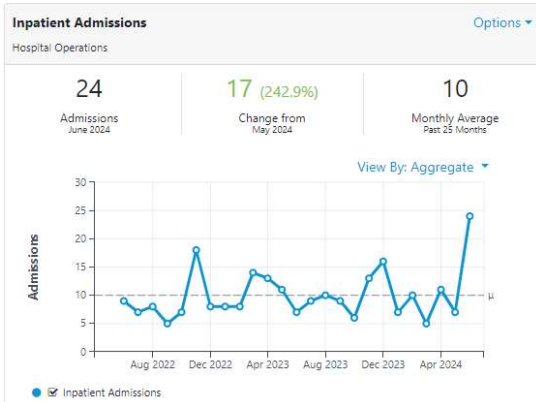 Inpatient Admissions
Options
Hospital Operations
24
Admissions
June 2024
17 (242.9%)
Change from
May 2024
10
Monthly Average
Past 25 Months
View By: Aggregate
30
25
20
15
10
5
0
Admissions
μ
Aug 2022 Dec 2022 Apr 2023 Aug 2023 Dec 2023 Apr 2024
Inpatient Admissions